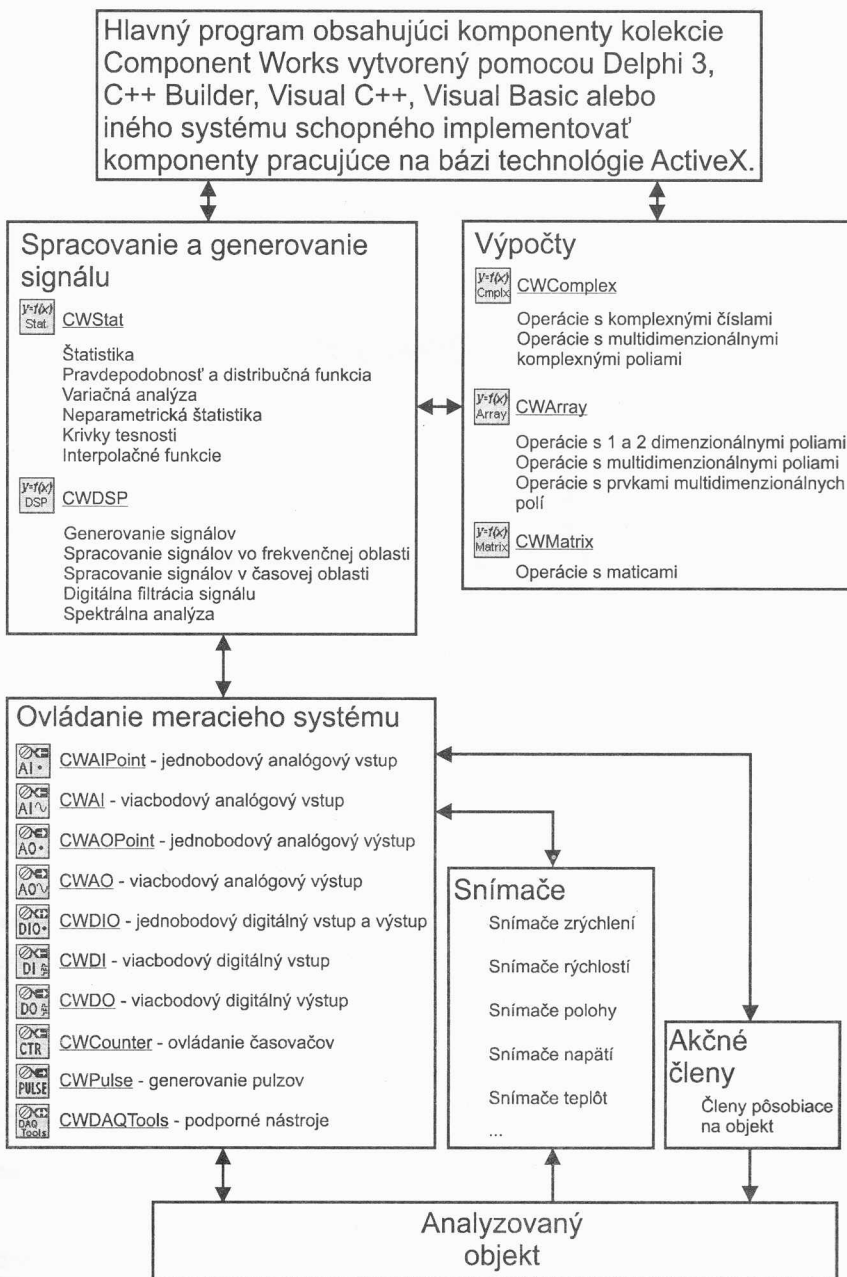 Hlavný program obsahujúci komponenty kolekcie
Component Works vytvorený pomocou Delphi 3,
C++ Builder, Visual C++, Visual Basic alebo
iného systému schopného implementovať
komponenty pracujúce na bázi technológie ActiveX.
Spracovanie a generovanie
signálu
y=f(x)
Stat.
CWStat
Štatistika
Pravdepodobnosť a distribučná funkcia
Variačná analýza
Neparametrická štatistika
Krivky tesnosti
Interpolačné funkcie
y=f(x)
DSP
CWDSP
Generovanie signálov
Spracovanie signálov vo frekvenčnej oblasti
Spracovanie signálov v časovej oblasti
Digitálna filtrácia signálu
Spektrálna analýza
Výpočty
y=f(x)
Cmplx
CWComplex
Operácie s komplexnými číslami
Operácie s multidimenzionálnymi
komplexnými poliami
y=f(x)
Array
CWArray
Operácie s 1 a 2 dimenzionálnymi poliami
Operácie s multidimenzionálnymi poliami
Operácie s prvkami multidimenzionálnych
polí
y=f(x)
Matrix
CWMatrix
Operácie s maticami
Ovládanie meracieho systému
AI
CWAIPoint - jednobodový analógový vstup
AI
CWAI - viacbodový analógový vstup
AO
CWAOPoint - jednobodový analógový výstup
AO
CWAO - viacbodový analógový výstup
DIO
CWDIO - jednobodový digitálný vstup a výstup
DI
CWDI - viacbodový digitálný vstup
DO
CWDO - viacbodový digitálný výstup
CTR
CWCounter - ovládanie časovačov
PULSE
CWPulse - generovanie pulzov
DAQ
Tools
CWDAQTools - podporné nástroje
Snímače
Snímače zrýchlení
Snímače rýchlostí
Snímače polohy
Snímače napätí
Snímače teplôt
...
Akčné
členy
Členy pôsobiace
na objekt
Analyzovaný
objekt